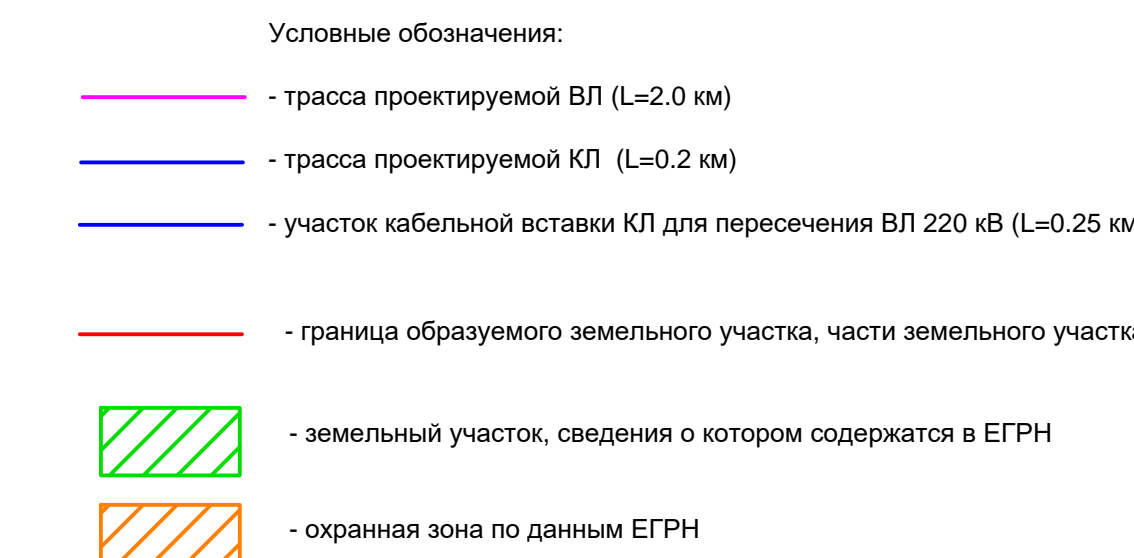 Условные обозначения:
- трасса проектируемой ВЛ (L=2.0 км)
- трасса проектируемой КЛ (L=0.2 км)
- участок кабельной вставки КЛ для пересечения ВЛ 220 кВ (L=0.25 км
- граница образуемого земельного участка, части земельного участка
- земельный участок, сведения о котором содержатся в ЕГРН
- охранная зона по данным ЕГРН